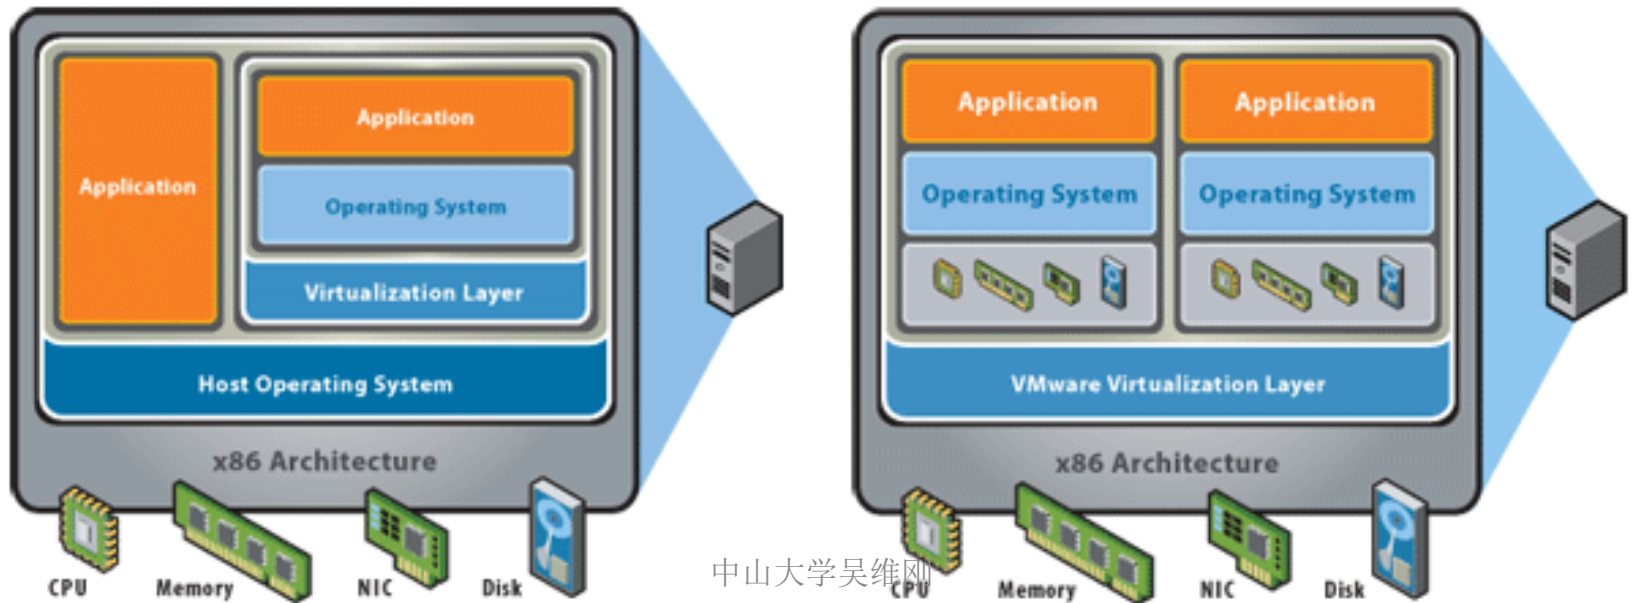 Application
Application
Operating System
Virtualization Layer
Host Operating System
x86 Architecture
CPU
Memory
NIC
Disk
Application
Application
Operating System
Operating System
VMware Virtualization Layer
x86 Architecture
CPU
Memory
NIC
Disk
中山大学吴维刚